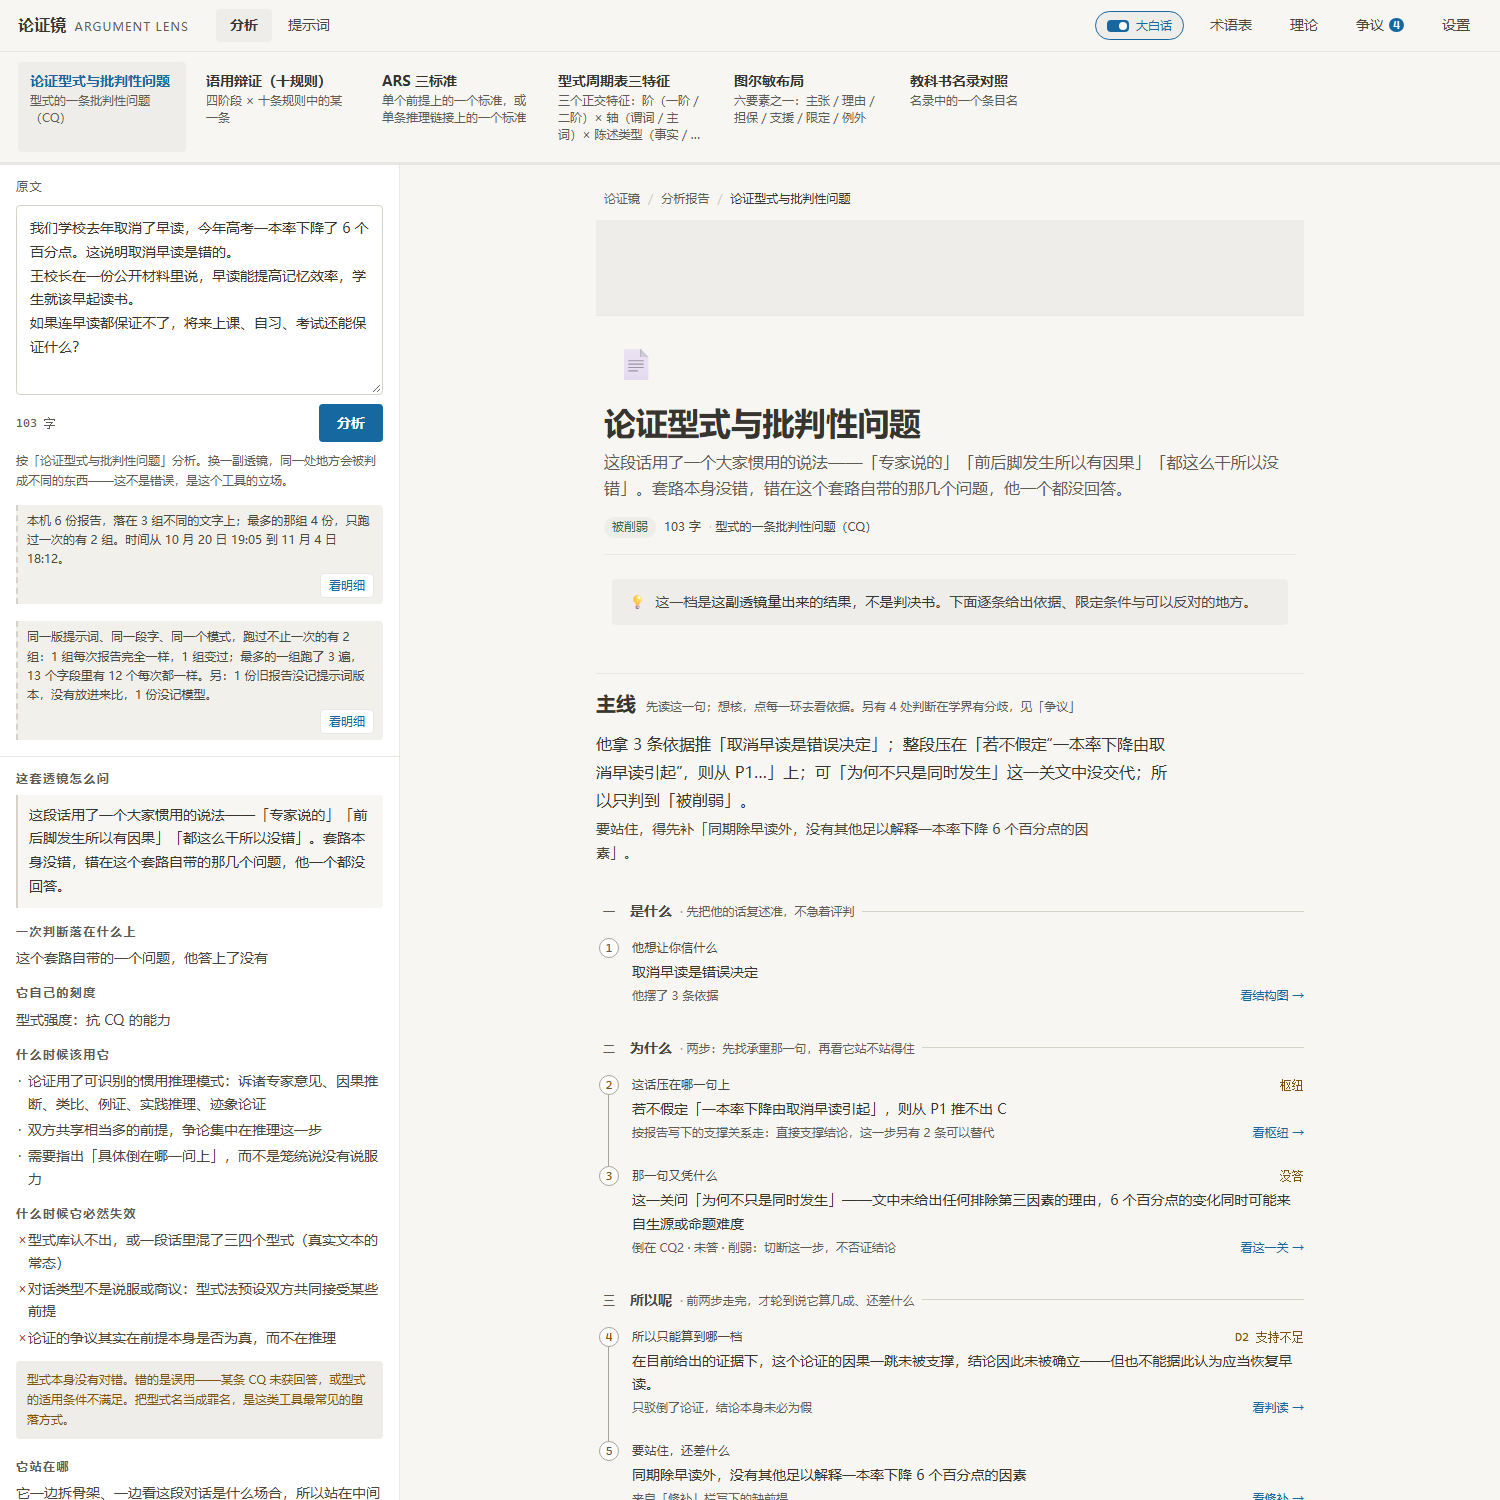 论证镜 ARGUMENT LENS 分析 提示词 大白话 术语表 理论 争议 4 设置
论证型式与批判性问题
型式的一条批判性问题
（CQ）
语用辩证（十规则）
四阶段 × 十条规则中的某
一条
ARS 三标准
单个前提上的一个标准，或
单条推理链接上的一个标准
型式周期表三特征
三个正交特征：阶（一阶 /
二阶）× 轴（谓词 / 主
词）× 陈述类型（事实 / ...
图尔敏布局
六要素之一：主张 / 理由 /
担保 / 支援 / 限定 / 例外
教科书名录对照
名录中的一个条目名
原文
我们学校去年取消了早读，今年高考一本率下降了 6 个
百分点。这说明取消早读是错的。
王校长在一份公开材料里说，早读能提高记忆效率，学
生就该早起读书。
如果连早读都保证不了，将来上课、自习、考试还能保
证什么？
103 字
分析
按「论证型式与批判性问题」分析。换一副透镜，同一处地方会被判
成不同的东西——这不是错误，是这个工具的立场。
本机 6 份报告，落在 3 组不同的文字上；最多的那组 4 份，只跑
过一次的有 2 组。时间从 10 月 20 日 19:05 到 11 月 4 日
18:12。
看明细
同一版提示词、同一段字、同一个模式，跑过不止一次的有 2
组：1 组每次报告完全一样，1 组变过；最多的一组跑了 3 遍，
13 个字段里有 12 个每次都一样。另：1 份旧报告没记提示词版
本，没有放进来比，1 份没记模型。
看明细
这套透镜怎么问
这段话用了一个大家惯用的说法——「专家说的」「前
后脚发生所以有因果」「都这么干所以没错」。套路本
身没错，错在这个套路自带的那几个问题，他一个都没
回答。
一次判断落在什么上
这个套路自带的一个问题，他答上了没有
它自己的刻度
型式强度：抗 CQ 的能力
什么时候该用它
· 论证用了可识别的惯用推理模式：诉诸专家意见、因果推
断、类比、例证、实践推理、迹象论证
· 双方共享相当多的前提，争论集中在推理这一步
· 需要指出「具体倒在哪一问上」，而不是笼统说没有说服
力
什么时候它必然失效
×型式库认不出，或一段话里混了三四个型式（真实文本的
常态）
×对话类型不是说服或商议：型式法预设双方共同接受某些
前提
×论证的争议其实在前提本身是否为真，而不在推理
型式本身没有对错。错的是误用——某条 CQ 未获回答，或型式
的适用条件不满足。把型式名当成罪名，是这类工具最常见的堕
落方式。
它站在哪
它一边拆骨架、一边看这段对话是什么场合，所以站在中间
论证镜 / 分析报告 / 论证型式与批判性问题
论证型式与批判性问题
这段话用了一个大家惯用的说法——「专家说的」「前后脚发生所以有因果」「都这么干所以没
错」。套路本身没错，错在这个套路自带的那几个问题，他一个都没回答。
被削弱 103 字 · 型式的一条批判性问题（CQ）
这一档是这副透镜量出来的结果，不是判决书。下面逐条给出依据、限定条件与可以反对的地方。
主线 先读这一句；想核，点每一环去看依据。另有 4 处判断在学界有分歧，见「争议」
他拿 3 条依据推「取消早读是错误决定」；整段压在「若不假定“一本率下降由取
消早读引起”，则从 P1…」上；可「为何不只是同时发生」这一关文中没交代；所
以只判到「被削弱」。
要站住，得先补「同期除早读外，没有其他足以解释一本率下降 6 个百分点的因
素」。
一 是什么 · 先把他的话复述准，不急着评判
1 他想让你信什么
取消早读是错误决定
他摆了 3 条依据 看结构图 →
二 为什么 · 两步：先找承重那一句，再看它站不站得住
2 这话压在哪一句上 枢纽
若不假定「一本率下降由取消早读引起」，则从 P1 推不出 C
按报告写下的支撑关系走：直接支撑结论，这一步另有 2 条可以替代 看枢纽 →
3 那一句又凭什么 没答
这一关问「为何不只是同时发生」——文中未给出任何排除第三因素的理由，6 个百分点的变化同时可能来
自生源或命题难度
倒在 CQ2 · 未答 · 削弱：切断这一步，不否证结论 看这一关 →
三 所以呢 · 前两步走完，才轮到说它算几成、还差什么
4 所以只能算到哪一档 D2 支持不足
在目前给出的证据下，这个论证的因果一跳未被支撑，结论因此未被确立——但也不能据此认为应当恢复早
读。
只驳倒了论证，结论本身未必为假 看判读 →
5 要站住，还差什么
同期除早读外，没有其他足以解释一本率下降 6 个百分点的因素
来自「修补」栏写下的缺前提 看修补 →